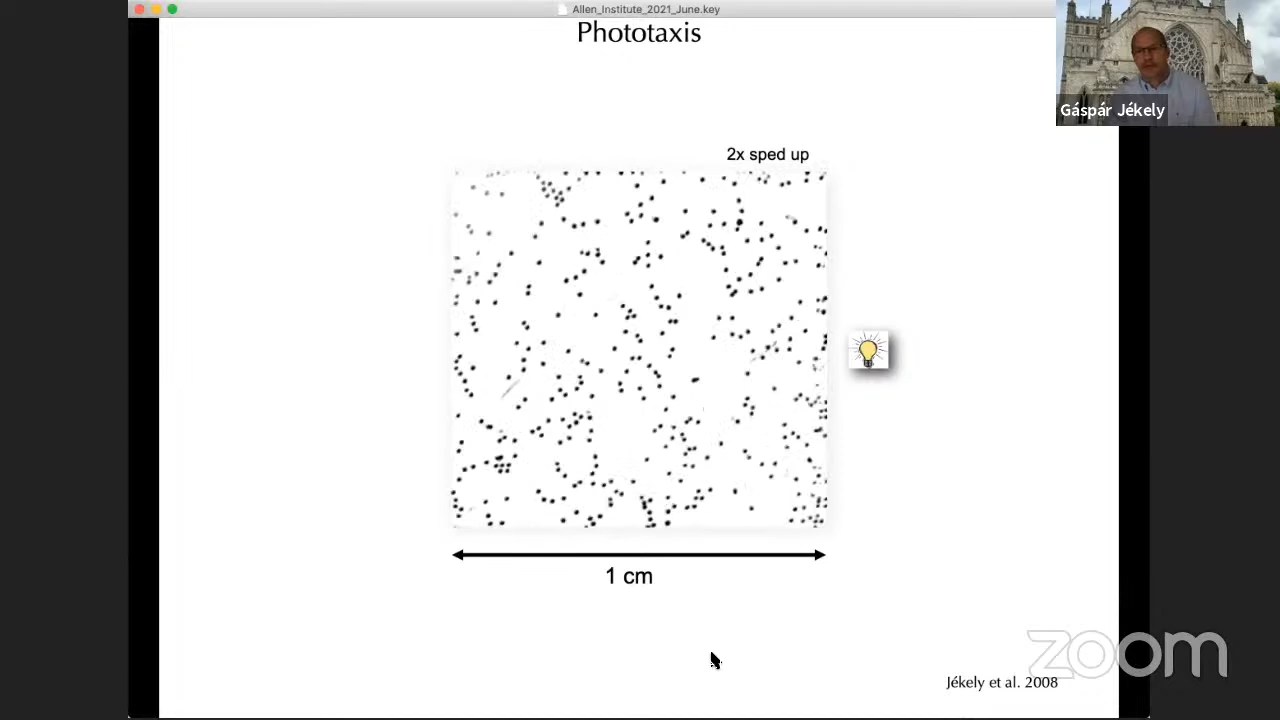 Allen_Institute_2021_June.key
Phototaxis
Gáspár Jékely
2x sped up
1 cm
zoom
Jékely et al. 2008